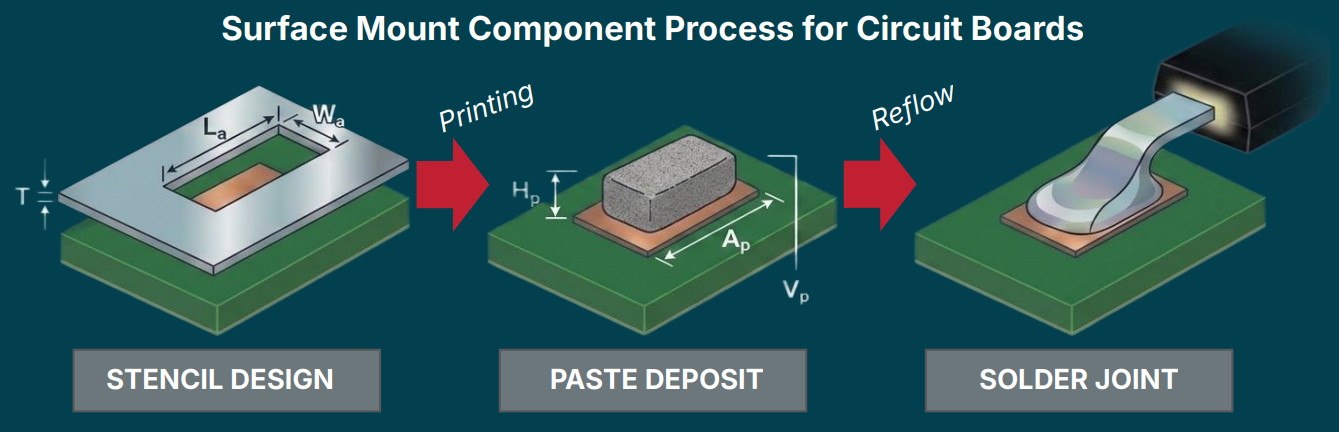 Surface Mount Component Process for Circuit Boards
Printing
Reflow
La
Wa
T
Hp
Ap
Vp
STENCIL DESIGN
PASTE DEPOSIT
SOLDER JOINT